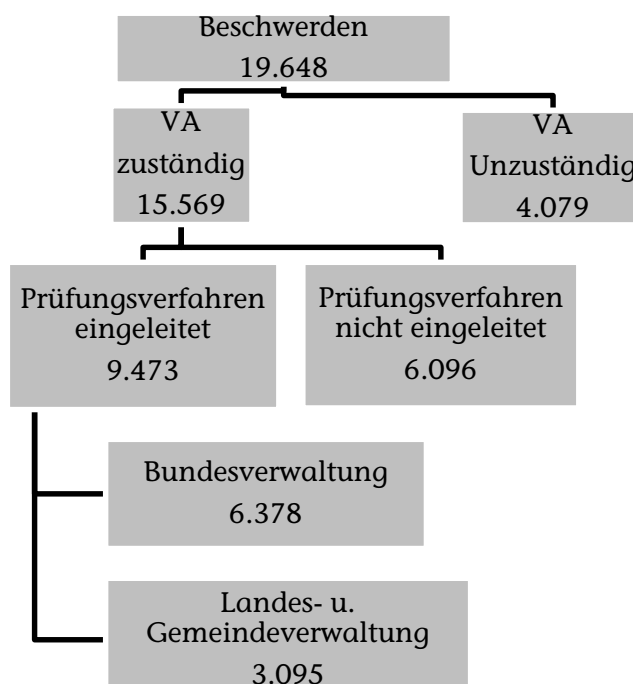 Beschwerden
19.648
VA
zuständig
15.569
VA
Unzuständig
4.079
Prüfungsverfahren
eingeleitet
9.473
Prüfungsverfahren
nicht eingeleitet
6.096
Bundesverwaltung
6.378
Landes- u.
Gemeindeverwaltung
3.095